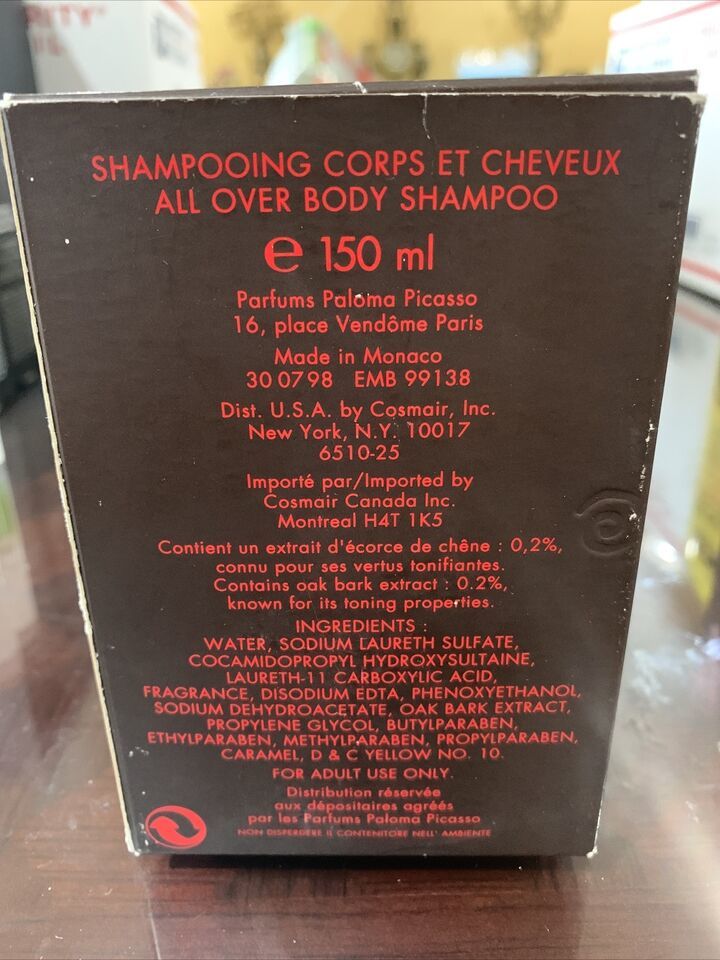 SHAMPOOING CORPS ET CHEVEUX
ALL OVER BODY SHAMPOO
e 150 ml
Parfums Paloma Picasso
16, place Vendôme Paris
Made in Monaco
30 0798 EMB 99138
Dist. U.S.A. by Cosmair, Inc.
New York, N.Y. 10017
6510-25
Importé par/Imported by
Cosmair Canada Inc.
Montreal H4T 1K5
Contient un extrait d'écorce de chêne : 0,2%,
connu pour ses vertus tonifiantes.
Contains oak bark extract : 0.2%,
known for its toning properties.
INGREDIENTS :
WATER, SODIUM LAURETH SULFATE,
COCAMIDOPROPYL HYDROXYSULTAINE,
LAURETH-11 CARBOXYLIC ACID,
FRAGRANCE, DISODIUM EDTA, PHENOXYETHANOL,
SODIUM DEHYDROACETATE, OAK BARK EXTRACT,
PROPYLENE GLYCOL, BUTYLPARABEN,
ETHYLPARABEN, METHYLPARABEN, PROPYLPARABEN,
CARAMEL, D & C YELLOW NO. 10.
FOR ADULT USE ONLY.
Distribution réservée
aux dépositaires agréés
par les Parfums Paloma Picasso
NON DISPERDERE IL CONTENITORE NELL' AMBIENTE